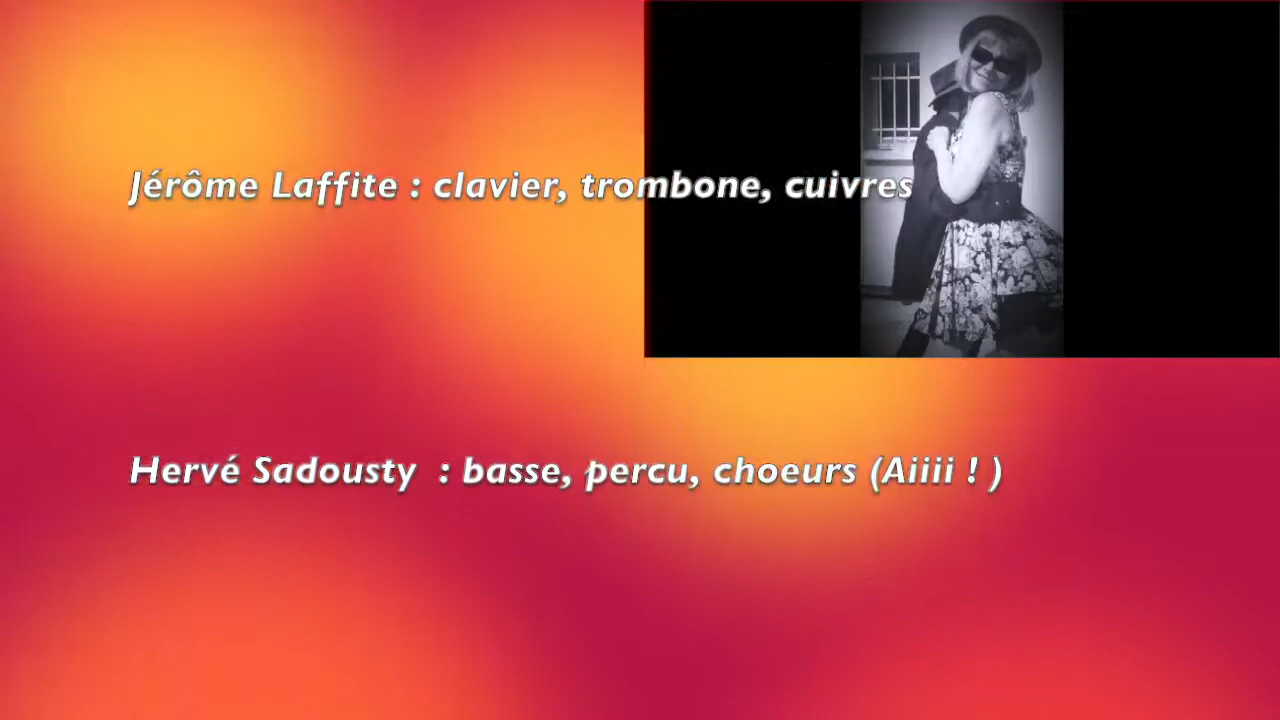 Jérôme Laffite : clavier, trombone, cuivres
Hervé Sadousty  : basse, percu, choeurs (Aiiii ! )